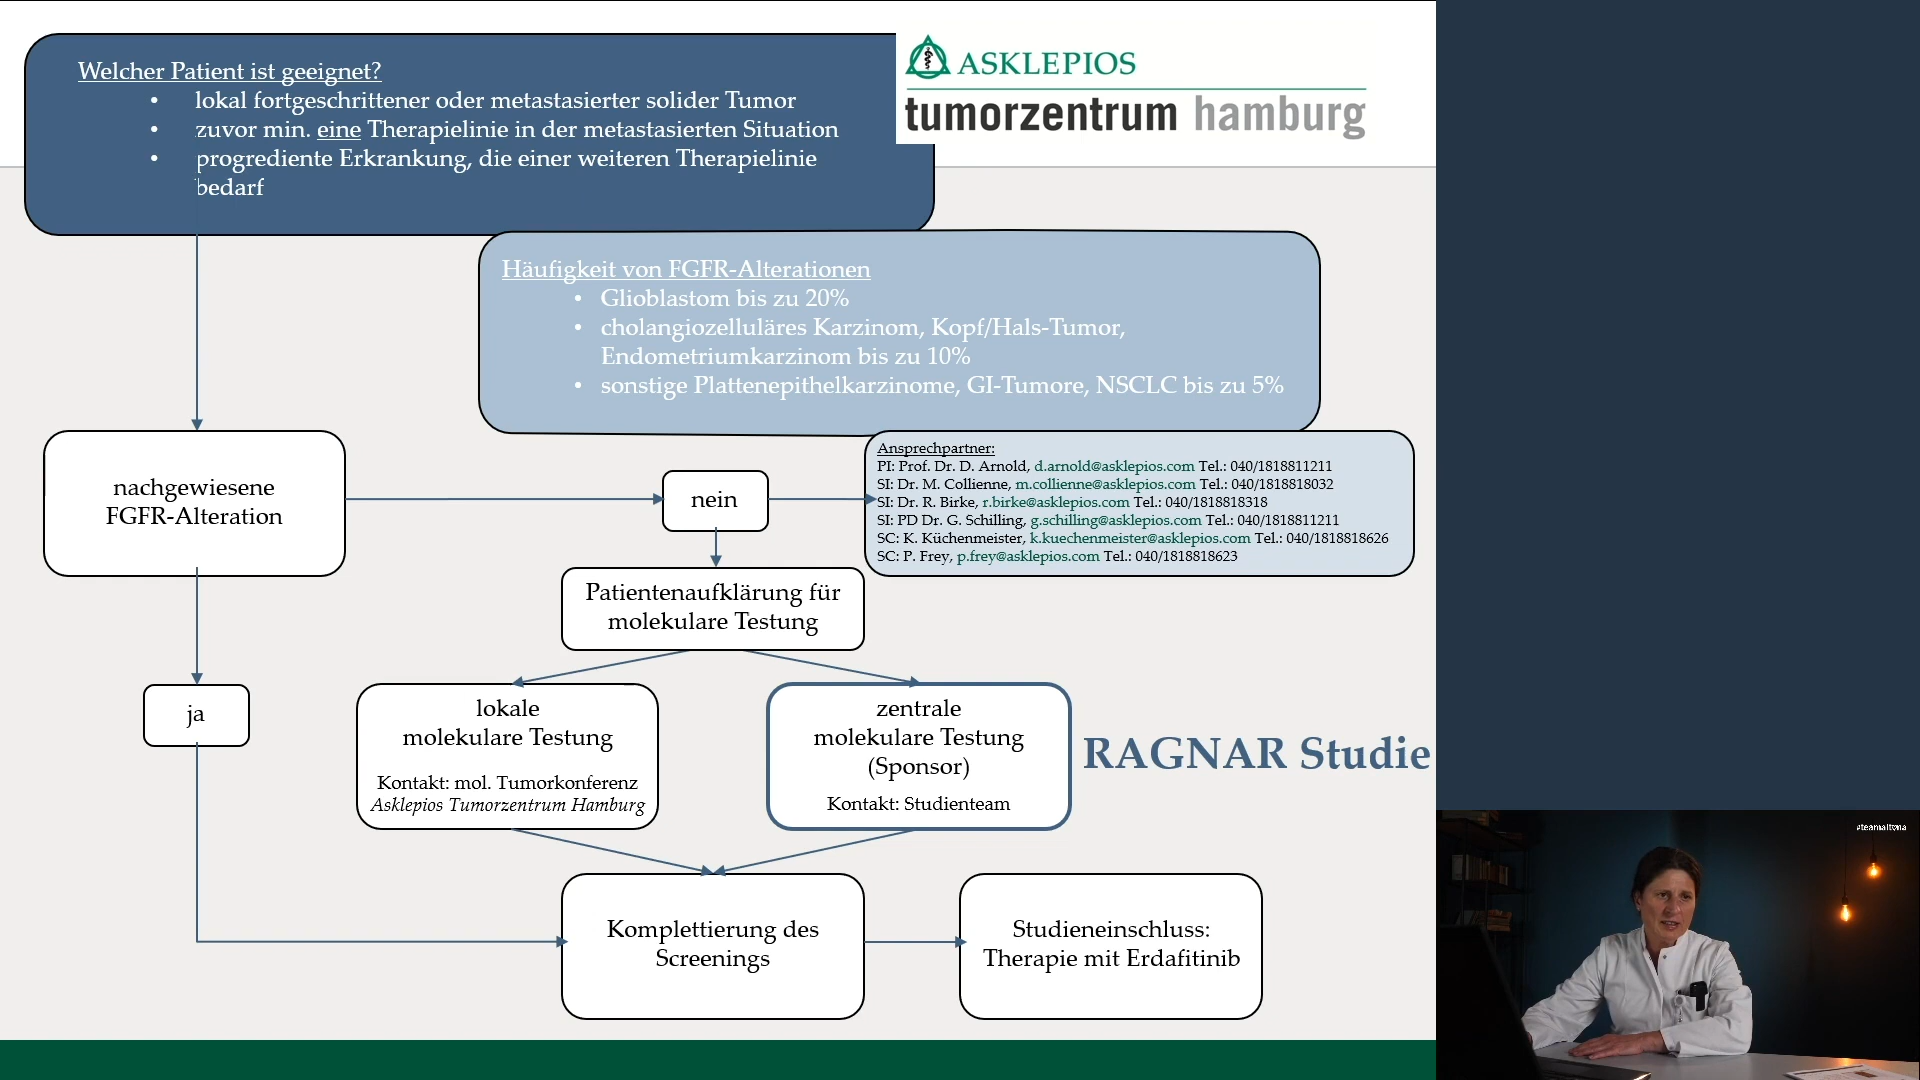 Welcher Patient ist geeignet?
• lokal fortgeschrittener oder metastasierter solider Tumor
• zuvor min. eine Therapielinie in der metastasierten Situation
• progrediente Erkrankung, die einer weiteren Therapielinie
bedarf
ASKLEPIOS
tumorzentrum hamburg
Häufigkeit von FGFR-Alterationen
• Glioblastom bis zu 20%
• cholangiozelluläres Karzinom, Kopf/Hals-Tumor,
Endometriumkarzinom bis zu 10%
• sonstige Plattenepithelkarzinome, GI-Tumore, NSCLC bis zu 5%
nachgewiesene
FGFR-Alteration
nein
Ansprechpartner:
PI: Prof. Dr. D. Arnold, d.arnold@asklepios.com Tel.: 040/1818811211
SI: Dr. M. Collienne, m.collienne@asklepios.com Tel.: 040/1818818032
SI: Dr. R. Birke, r.birke@asklepios.com Tel.: 040/1818818318
SI: PD Dr. G. Schilling, g.schilling@asklepios.com Tel.: 040/1818811211
SC: K. Küchenmeister, k.kuechenmeister@asklepios.com Tel.: 040/1818818626
SC: P. Frey, p.frey@asklepios.com Tel.: 040/1818818623
Patientenaufklärung für
molekulare Testung
ja
lokale
molekulare Testung
Kontakt: mol. Tumorkonferenz
Asklepios Tumorzentrum Hamburg
zentrale
molekulare Testung
(Sponsor)
Kontakt: Studienteam
RAGNAR Studie
Komplettierung des
Screenings
Studieneinschluss:
Therapie mit Erdafitinib
#teamaltona